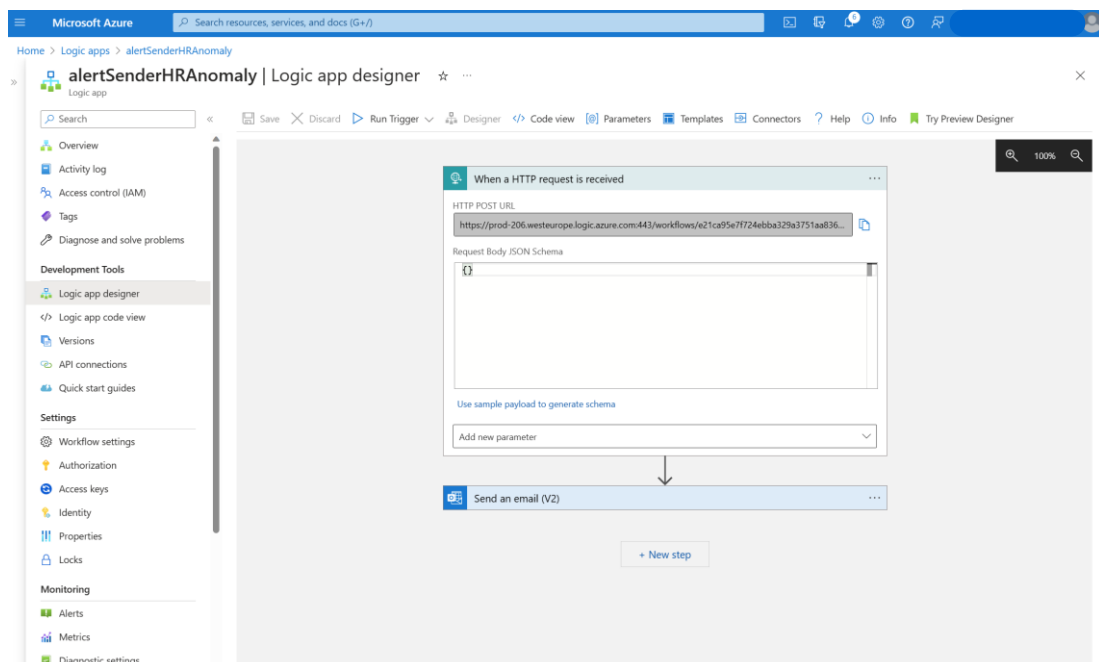 Microsoft Azure
Search resources, services, and docs (G+/)
6
Home > Logic apps > alertSenderHRAnomaly
alertSenderHRAnomaly | Logic app designer
Logic app
Search
Save Discard Run Trigger Designer Code view Parameters Templates Connectors Help Info Try Preview Designer
Overview
Activity log
Access control (IAM)
Tags
Diagnose and solve problems
Development Tools
Logic app designer
Logic app code view
Versions
API connections
Quick start guides
Settings
Workflow settings
Authorization
Access keys
Identity
Properties
Locks
Monitoring
Alerts
Metrics
Diagnostic settings
100%
When a HTTP request is received
HTTP POST URL
https://prod-206.westeurope.logic.azure.com:443/workflows/e21ca95e7f724ebba329a3751aa836...
Request Body JSON Schema
{}
Use sample payload to generate schema
Add new parameter
Send an email (V2)
+ New step